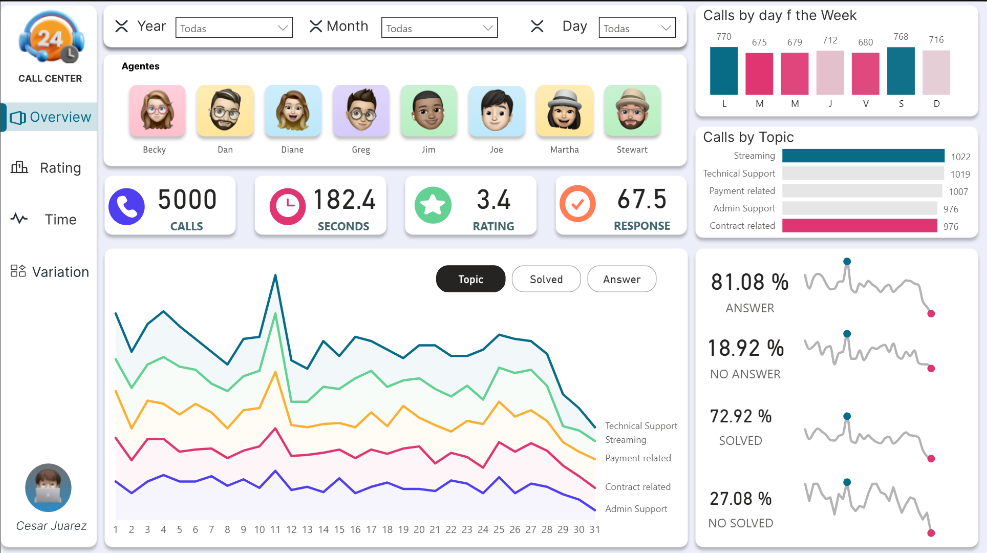 24
CALL CENTER
Overview
Rating
Time
Variation
Cesar Juarez
Year Todas Month Todas Day Todas
Agentes
Becky Dan Diane Greg Jim Joe Martha Stewart
5000
CALLS
182.4
SECONDS
3.4
RATING
67.5
RESPONSE
Topic Solved Answer
Technical Support
Streaming
Payment related
Contract related
Admin Support
1 2 3 4 5 6 7 8 9 10 11 12 13 14 15 16 17 18 19 20 21 22 23 24 25 26 27 28 29 30 31
Calls by day f the Week
770 675 679 712 680 768 716
L M M J V S D
Calls by Topic
Streaming 1022
Technical Support 1019
Payment related 1007
Admin Support 976
Contract related 976
81.08 %
ANSWER
18.92 %
NO ANSWER
72.92 %
SOLVED
27.08 %
NO SOLVED